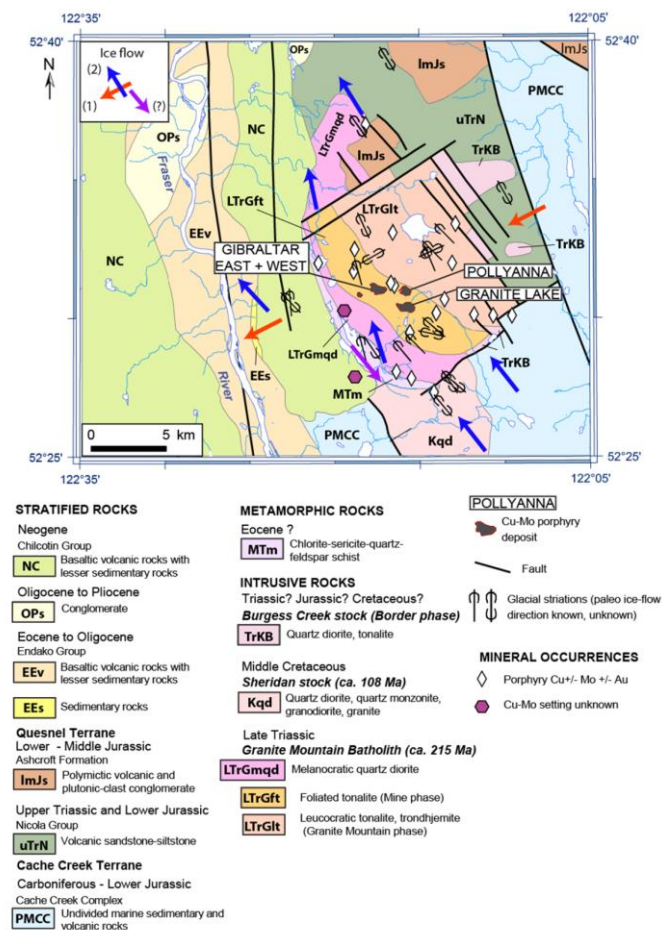 122°35'
122°05'
52°40'
52°40'
N
Ice flow
(2)
(1)
(?)
OPs
OPs
lmJs
lmJs
PMCC
NC
uTrN
LTrGmqd
lmJs
TrKB
Fraser
LTrGft
LTrGlt
EEv
TrKB
NC
GIBRALTAR
EAST + WEST
POLLYANNA
GRANITE LAKE
LTrGmqd
TrKB
EEs
MTm
River
PMCC
Kqd
0 5 km
52°25'
52°25'
122°35'
122°05'
STRATIFIED ROCKS
Neogene
Chilcotin Group
NC
Basaltic volcanic rocks with
lesser sedimentary rocks
Oligocene to Pliocene
OPs
Conglomerate
Eocene to Oligocene
Endako Group
EEv
Basaltic volcanic rocks with
lesser sedimentary rocks
EEs
Sedimentary rocks
Quesnel Terrane
Lower - Middle Jurassic
Ashcroft Formation
lmJs
Polymictic volcanic and
plutonic-clast conglomerate
Upper Triassic and Lower Jurassic
Nicola Group
uTrN
Volcanic sandstone-siltstone
Cache Creek Terrane
Carboniferous - Lower Jurassic
Cache Creek Complex
PMCC
Undivided marine sedimentary and
volcanic rocks
METAMORPHIC ROCKS
Eocene ?
MTm
Chlorite-sericite-quartz-
feldspar schist
INTRUSIVE ROCKS
Triassic? Jurassic? Cretaceous?
Burgess Creek stock (Border phase)
TrKB
Quartz diorite, tonalite
Middle Cretaceous
Sheridan stock (ca. 108 Ma)
Kqd
Quartz diorite, quartz monzonite,
granodiorite, granite
Late Triassic
Granite Mountain Batholith (ca. 215 Ma)
LTrGmqd
Melanocratic quartz diorite
LTrGft
Foliated tonalite (Mine phase)
LTrGlt
Leucocratic tonalite, trondhjemite
(Granite Mountain phase)
POLLYANNA
Cu-Mo porphyry
deposit
Fault
Glacial striations (paleo ice-flow
direction known, unknown)
MINERAL OCCURRENCES
Porphyry Cu+/- Mo +/- Au
Cu-Mo setting unknown